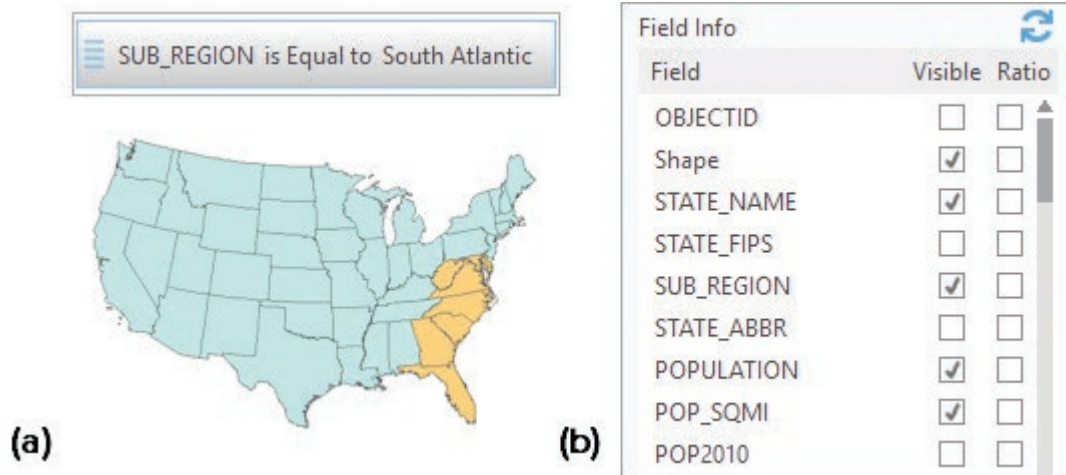 SUB_REGION is Equal to South Atlantic
(a)
Field Info
Field Visible Ratio
OBJECTID
Shape
STATE_NAME
STATE_FIPS
SUB_REGION
STATE_ABBR
POPULATION
POP_SQMI
POP2010
(b)